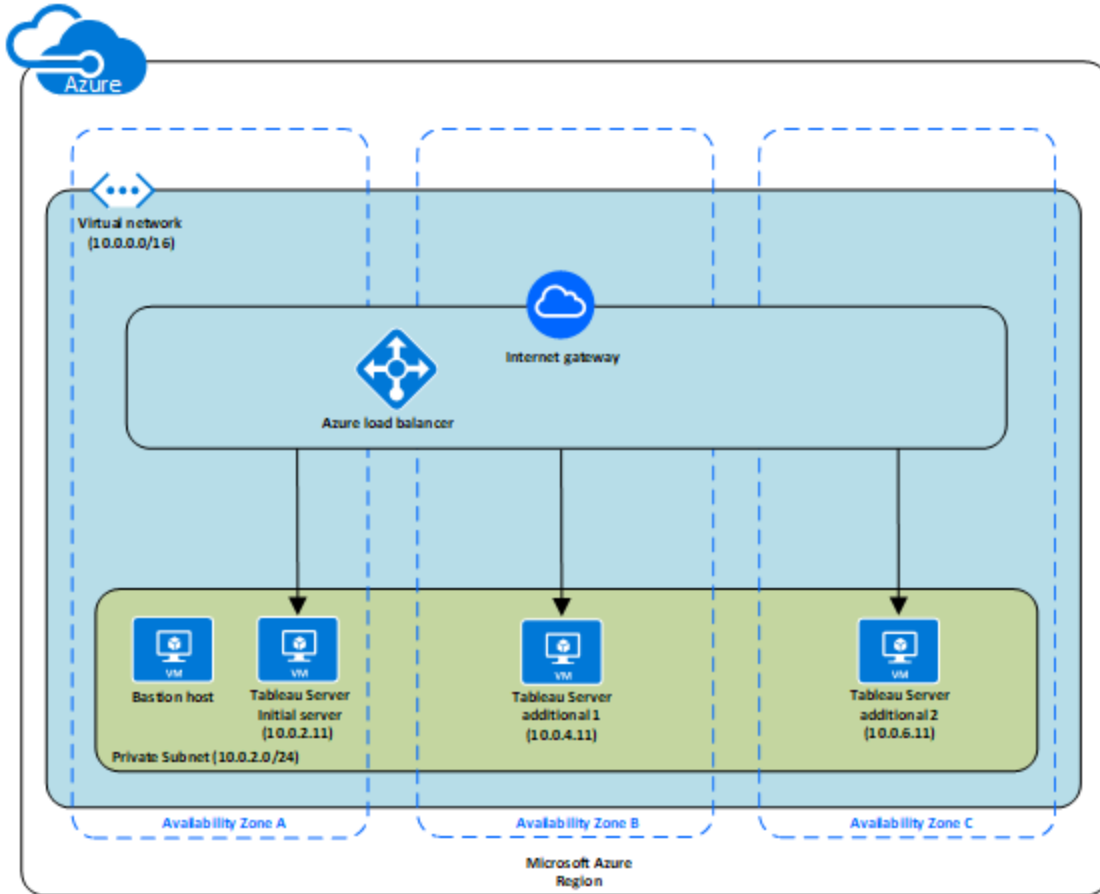 Azure
Virtual network
(10.0.0.0/16)
Internet gateway
Azure load balancer
VM
Bastion host
VM
Tableau Server
Initial server
(10.0.2.11)
VM
Tableau Server
additional 1
(10.0.4.11)
VM
Tableau Server
additional 2
(10.0.6.11)
Private Subnet (10.0.2.0/24)
Availability Zone A
Availability Zone B
Availability Zone C
Microsoft Azure
Region